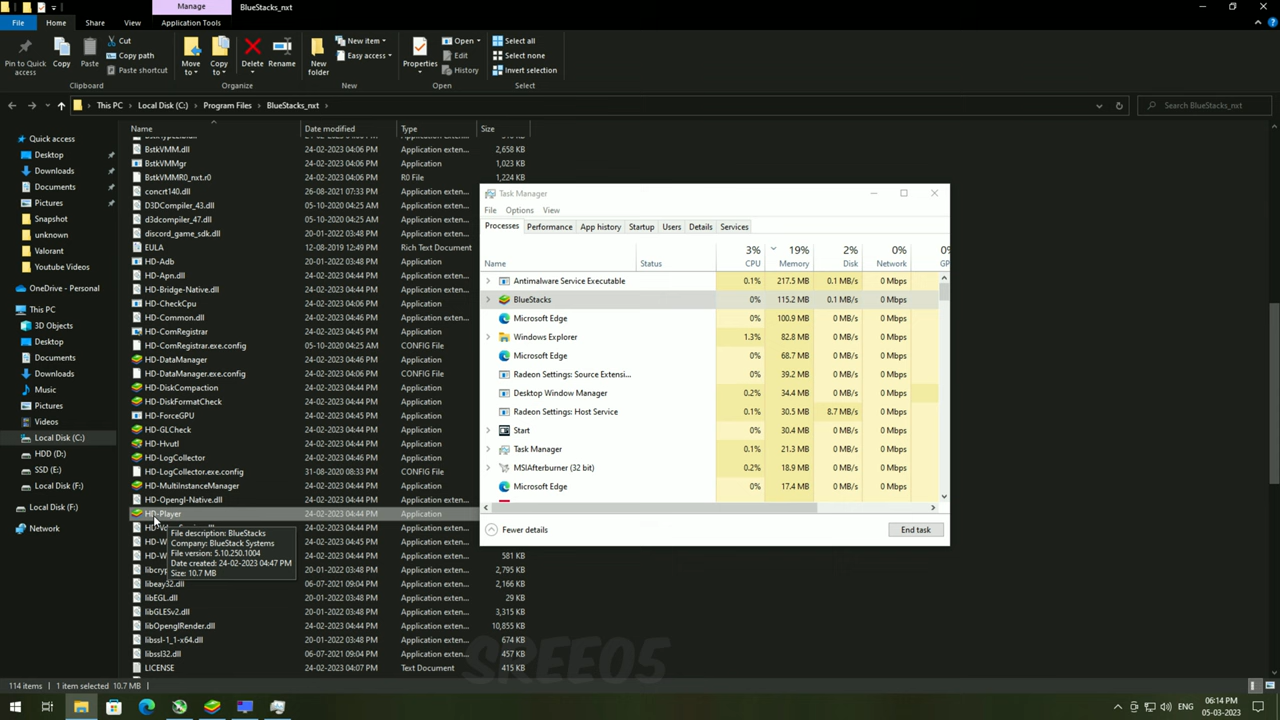 Manage
BlueStacks_nxt
File
Home
Share
View
Application Tools
Pin to Quick access
Copy
Paste
Cut
Copy path
Paste shortcut
Clipboard
Move to
Copy to
Delete
Rename
Organize
New folder
New item
Easy access
New
Properties
Open
Edit
History
Open
Select all
Select none
Invert selection
Select
This PC
Local Disk (C:)
Program Files
BlueStacks_nxt
Search BlueStacks_nxt
Name Date modified Type Size
Quick access
Desktop
Downloads
Documents
Pictures
Snapshot
unknown
Valorant
Youtube Videos
OneDrive - Personal
This PC
3D Objects
Desktop
Documents
Downloads
Music
Pictures
Videos
Local Disk (C:)
HDD (D:)
SSD (E:)
Local Disk (F:)
Local Disk (F:)
Network
BstkVMM.dll 24-02-2023 04:06 PM Application exten... 2,658 KB
BstkVMMgr 24-02-2023 04:06 PM Application 1,023 KB
BstkVMMR0_nxt.r0 24-02-2023 04:06 PM R0 File 1,224 KB
concrt140.dll 26-08-2021 07:33 PM Application exten...
D3DCompiler_43.dll 05-10-2020 04:25 AM Application exten...
d3dcompiler_47.dll 05-10-2020 04:25 AM Application exten...
discord_game_sdk.dll 20-01-2022 03:48 PM Application exten...
EULA 08-12-2019 12:49 PM Rich Text Document
HD-Adb 20-01-2022 03:48 PM Application
HD-Apn.dll 24-02-2023 04:44 PM Application exten...
HD-Bridge-Native.dll 24-02-2023 04:44 PM Application exten...
HD-CheckCpu 24-02-2023 04:44 PM Application
HD-Common.dll 24-02-2023 04:44 PM Application exten...
HD-ComRegistrar 24-02-2023 04:45 PM Application
HD-ComRegistrar.exe.config 05-10-2020 04:25 AM CONFIG File
HD-DataManager 24-02-2023 04:44 PM Application
HD-DataManager.exe.config 24-02-2023 04:06 PM CONFIG File
HD-DiskCompaction 24-02-2023 04:44 PM Application
HD-DiskFormatCheck 24-02-2023 04:44 PM Application
HD-ForceGPU 24-02-2023 04:45 PM Application
HD-GLCheck 24-02-2023 04:44 PM Application
HD-Hvutl 24-02-2023 04:44 PM Application
HD-LogCollector 24-02-2023 04:45 PM Application
HD-LogCollector.exe.config 31-08-2020 08:33 PM CONFIG File
HD-MultiInstanceManager 24-02-2023 04:44 PM Application
HD-Opengl-Native.dll 24-02-2023 04:44 PM Application exten...
HD-Player 24-02-2023 04:44 PM Application
24-02-2023 04:44 PM Application exten...
File description: BlueStacks
Company: BlueStack Systems
File version: 5.10.250.1004
Date created: 24-02-2023 04:47 PM
Size: 10.7 MB
581 KB
20-01-2022 03:48 PM Application exten... 2,795 KB
libeay32.dll 06-07-2021 09:04 PM Application exten... 2,166 KB
libEGL.dll 20-01-2022 03:48 PM Application exten... 29 KB
libGLESv2.dll 20-01-2022 03:48 PM Application exten... 3,315 KB
libOpenglRender.dll 24-02-2023 04:44 PM Application exten... 10,855 KB
libssl-1_1-x64.dll 20-01-2022 03:48 PM Application exten... 674 KB
libssl32.dll 06-07-2021 09:04 PM Application exten... 457 KB
LICENSE 24-02-2023 04:07 PM Text Document 415 KB
Task Manager
File Options View
Processes Performance App history Startup Users Details Services
3% 19% 2% 0% 0%
Name Status CPU Memory Disk Network GP
Antimalware Service Executable 0.1% 217.5 MB 0.1 MB/s 0 Mbps
BlueStacks 0% 115.2 MB 0.1 MB/s 0 Mbps
Microsoft Edge 0% 100.9 MB 0 MB/s 0 Mbps
Windows Explorer 1.3% 82.8 MB 0 MB/s 0 Mbps
Microsoft Edge 0% 68.7 MB 0 MB/s 0 Mbps
Radeon Settings: Source Extensi... 0% 39.2 MB 0 MB/s 0 Mbps
Desktop Window Manager 0.2% 34.4 MB 0 MB/s 0 Mbps
Radeon Settings: Host Service 0.1% 30.5 MB 8.7 MB/s 0 Mbps
Start 0% 30.4 MB 0 MB/s 0 Mbps
Task Manager 0.1% 21.3 MB 0 MB/s 0 Mbps
MSIAfterburner (32 bit) 0.2% 18.9 MB 0 MB/s 0 Mbps
Microsoft Edge 0% 17.4 MB 0 MB/s 0 Mbps
Fewer details
End task
SREE05
114 items
1 item selected 10.7 MB
ENG
06:14 PM
05-03-2023